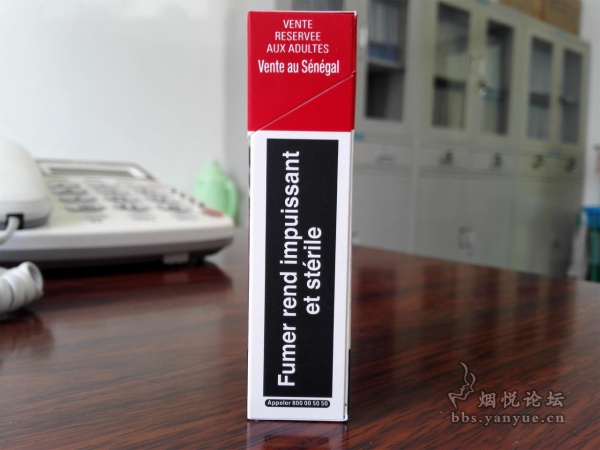 VENTE
RESERVEE
AUX ADULTES
Vente au Sénégal
Fumer rend impuissant
et stérile
Appeler 800 00 50 50
烟悦论坛
bbs.yanyue.cn